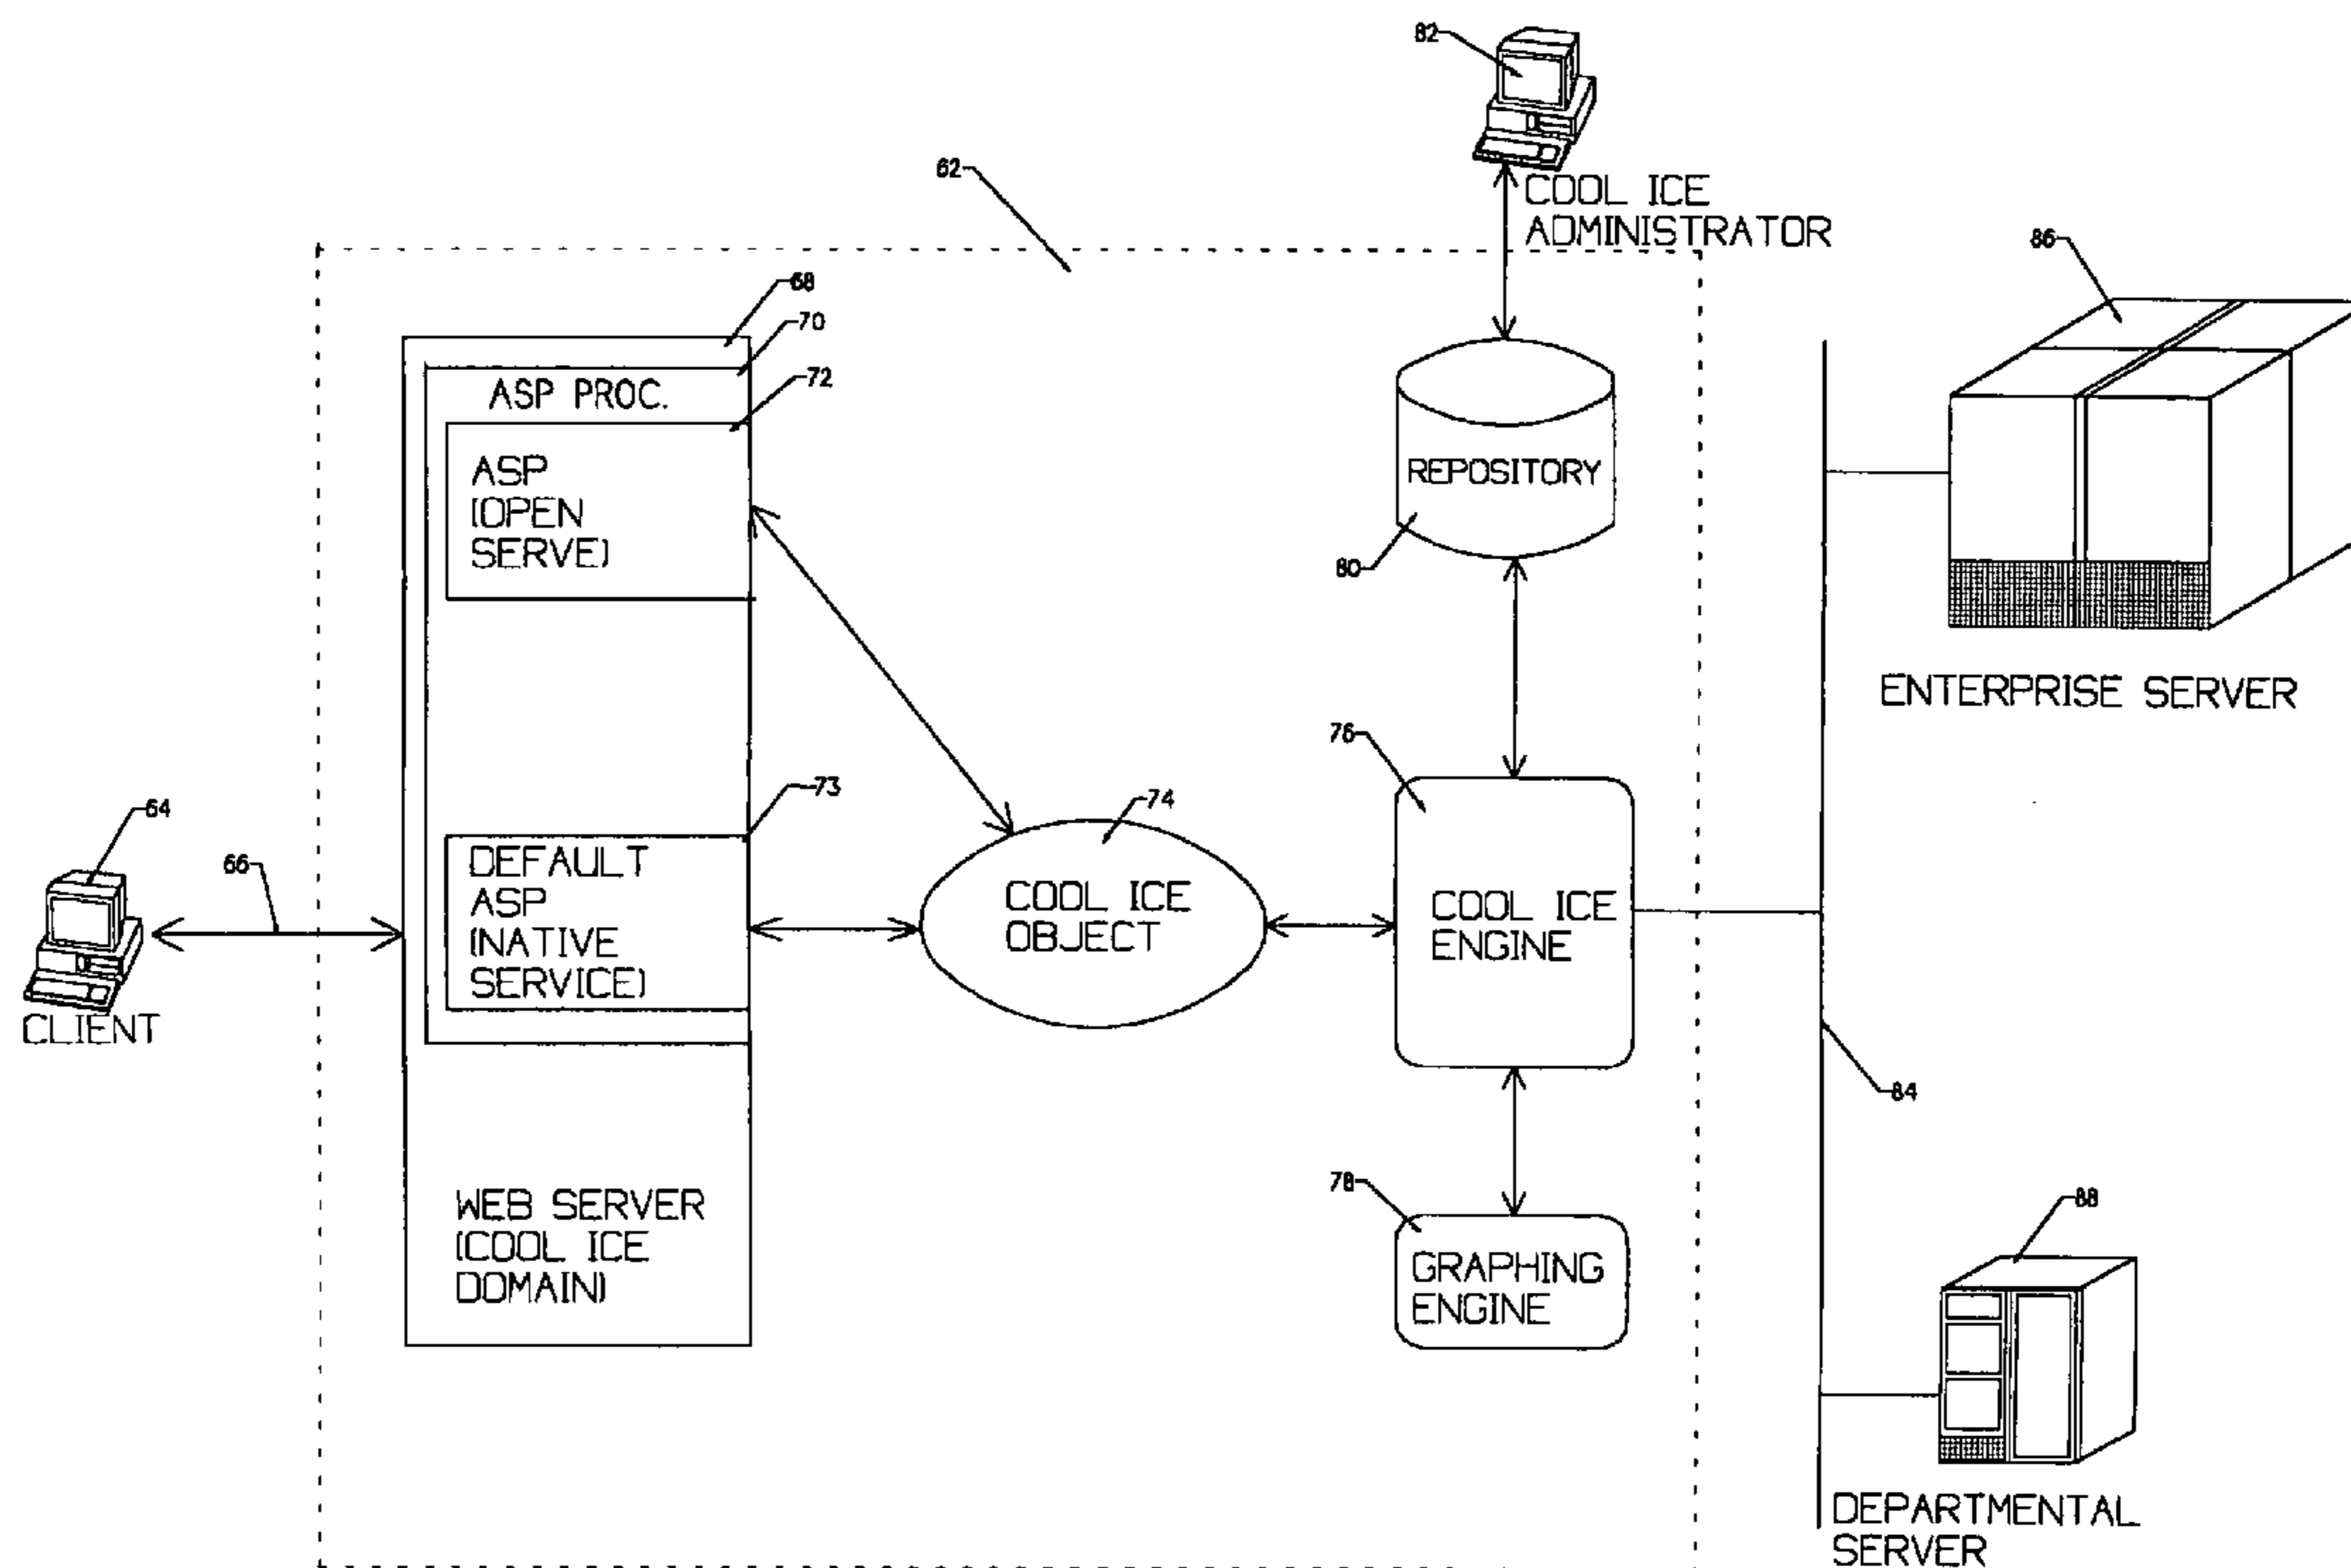 82
COOL ICE
ADMINISTRATOR
62
86
68
70
ASP PROC.
72
ASP
(OPEN
SERVE)
REPOSITORY
80
ENTERPRISE SERVER
76
73
74
64
66
DEFAULT
ASP
(NATIVE
SERVICE)
COOL ICE
OBJECT
COOL ICE
ENGINE
CLIENT
84
78
88
WEB SERVER
(COOL ICE
DOMAIN)
GRAPHING
ENGINE
DEPARTMENTAL
SERVER